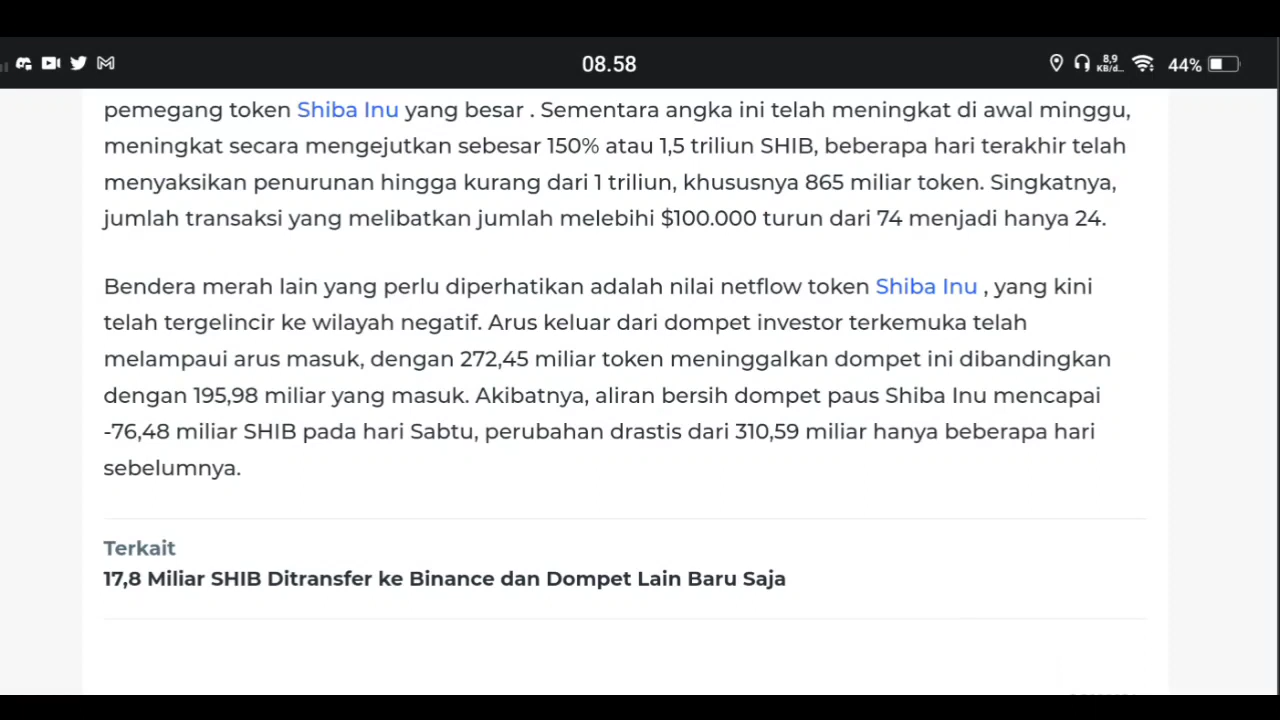 08.58
8,9
KB/d...
44%
pemegang token Shiba Inu yang besar . Sementara angka ini telah meningkat di awal minggu,
meningkat secara mengejutkan sebesar 150% atau 1,5 triliun SHIB, beberapa hari terakhir telah
menyaksikan penurunan hingga kurang dari 1 triliun, khususnya 865 miliar token. Singkatnya,
jumlah transaksi yang melibatkan jumlah melebihi $100.000 turun dari 74 menjadi hanya 24.
Bendera merah lain yang perlu diperhatikan adalah nilai netflow token Shiba Inu , yang kini
telah tergelincir ke wilayah negatif. Arus keluar dari dompet investor terkemuka telah
melampaui arus masuk, dengan 272,45 miliar token meninggalkan dompet ini dibandingkan
dengan 195,98 miliar yang masuk. Akibatnya, aliran bersih dompet paus Shiba Inu mencapai
-76,48 miliar SHIB pada hari Sabtu, perubahan drastis dari 310,59 miliar hanya beberapa hari
sebelumnya.
Terkait
17,8 Miliar SHIB Ditransfer ke Binance dan Dompet Lain Baru Saja